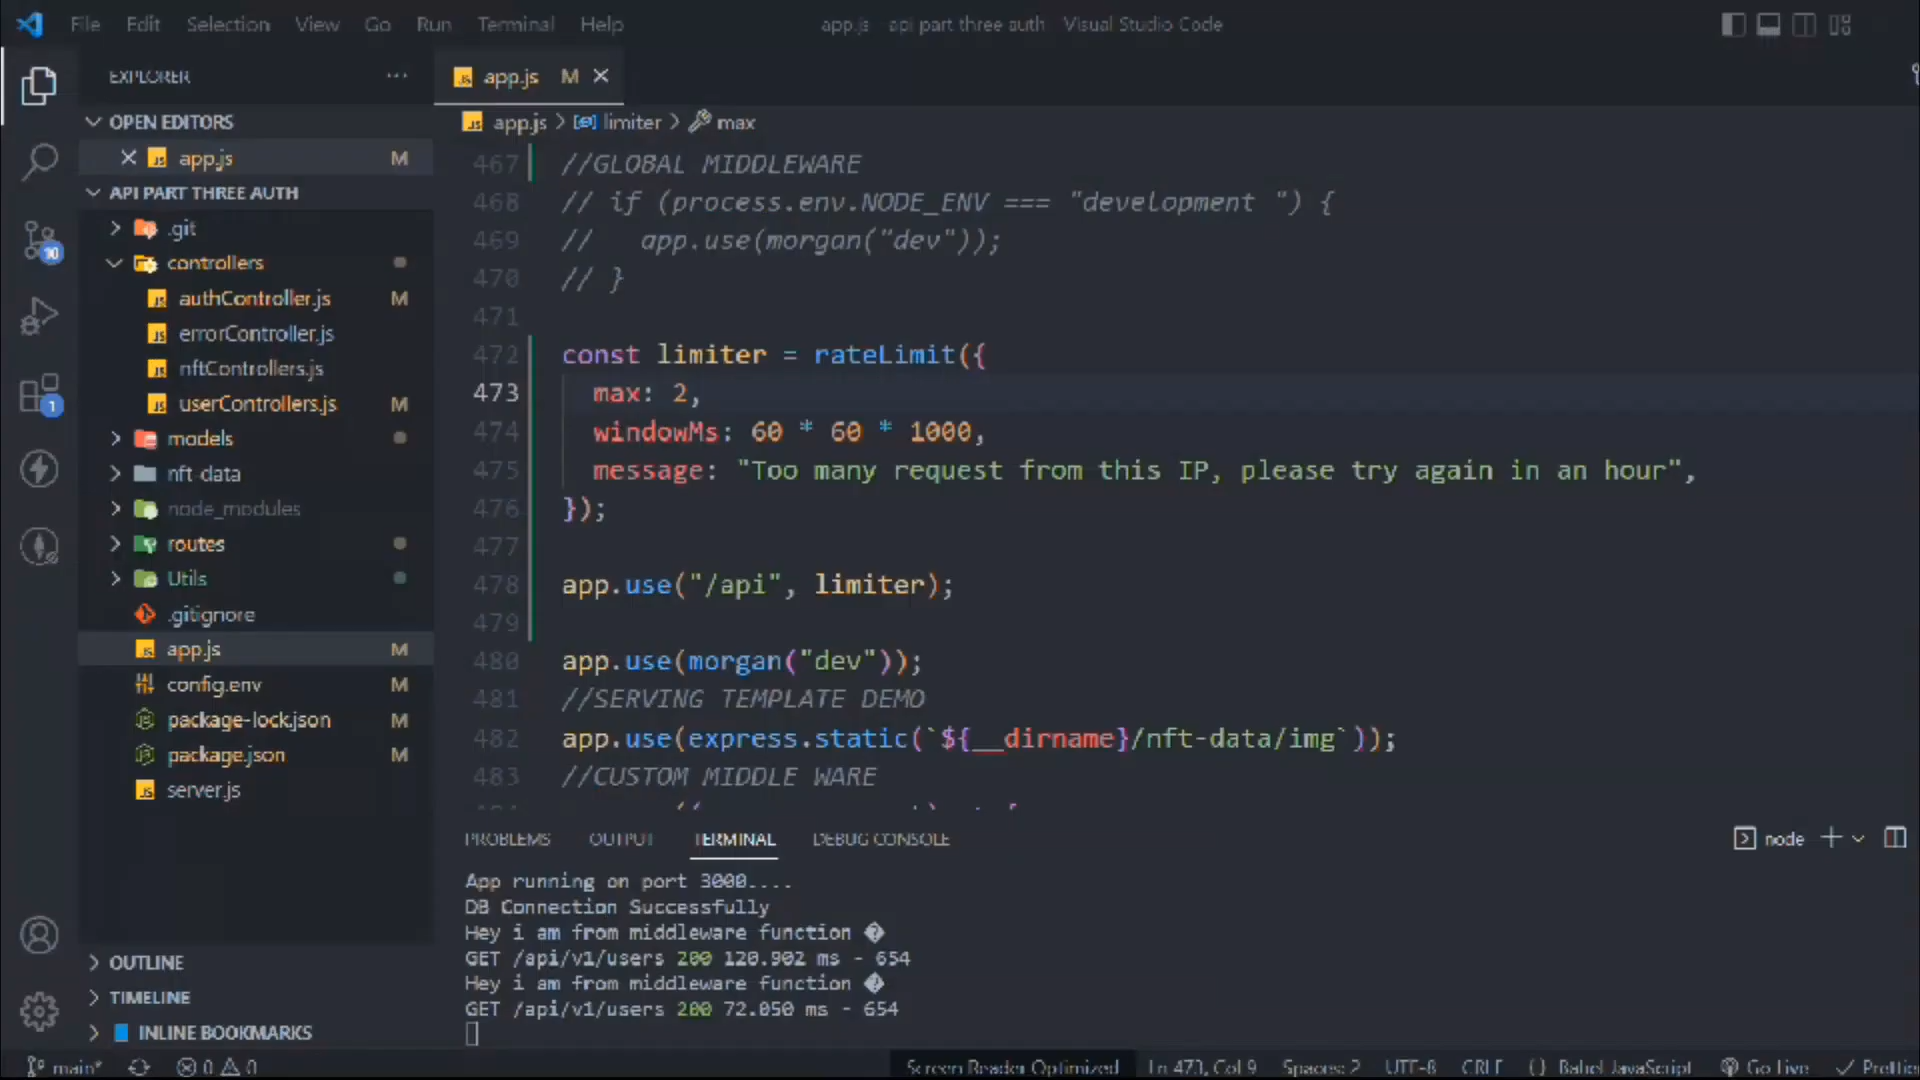 File Edit Selection View Go Run Terminal Help
app.js - api part three auth - Visual Studio Code
EXPLORER
OPEN EDITORS
app.js M
API PART THREE AUTH
.git
controllers
authController.js M
errorController.js
nftControllers.js
userControllers.js M
models
nft-data
node_modules
routes
Utils
.gitignore
app.js M
config.env M
package-lock.json M
package.json M
server.js
OUTLINE
TIMELINE
INLINE BOOKMARKS
10
1
app.js M
app.js > limiter > max
467 //GLOBAL MIDDLEWARE
468 // if (process.env.NODE_ENV === "development ") {
469 //   app.use(morgan("dev"));
470 // }
471
472 const limiter = rateLimit({
473   max: 2,
474   windowMs: 60 * 60 * 1000,
475   message: "Too many request from this IP, please try again in an hour",
476 });
477
478 app.use("/api", limiter);
479
480 app.use(morgan("dev"));
481 //SERVING TEMPLATE DEMO
482 app.use(express.static(`${__dirname}/nft-data/img`));
483 //CUSTOM MIDDLE WARE
PROBLEMS OUTPUT TERMINAL DEBUG CONSOLE
node
App running on port 3000....
DB Connection Successfully
Hey i am from middleware function �
GET /api/v1/users 200 120.902 ms - 654
Hey i am from middleware function �
GET /api/v1/users 200 72.050 ms - 654
main* 0 0 Screen Reader Optimized Ln 473, Col 9 Spaces: 2 UTF-8 CRLF {} Babel JavaScript Go Live